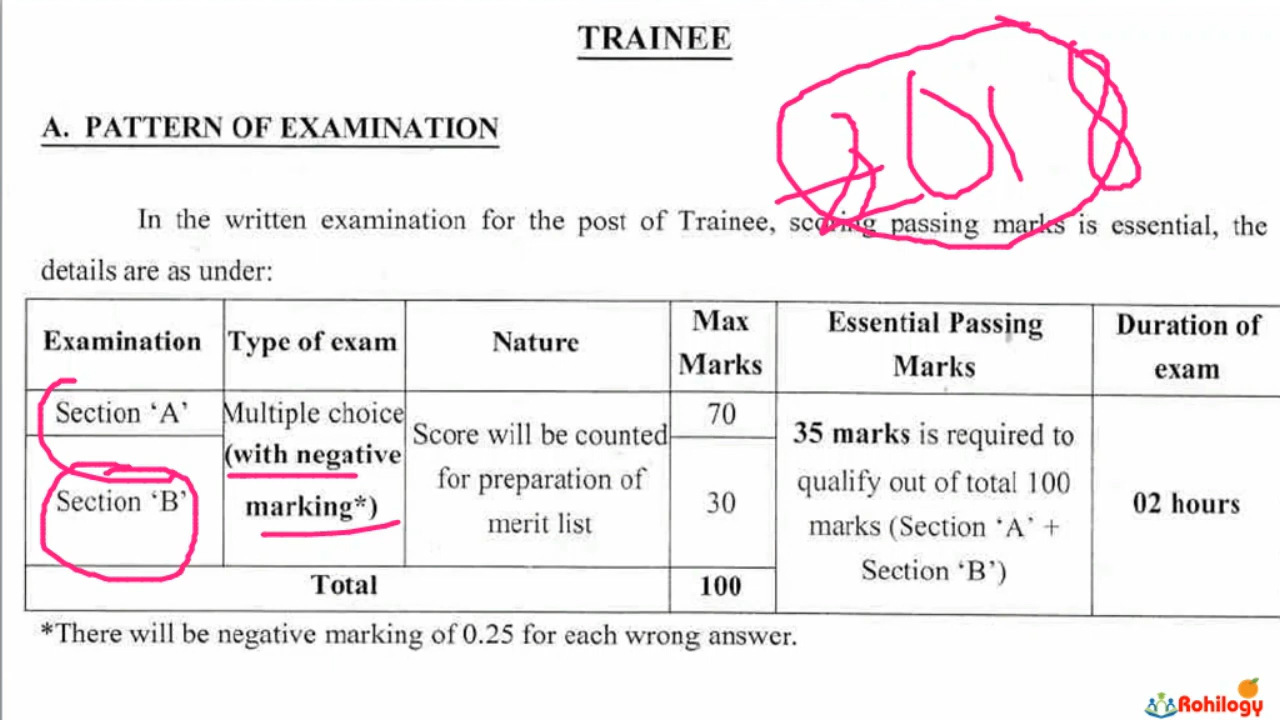 TRAINEE
A. PATTERN OF EXAMINATION
In the written examination for the post of Trainee, scoring passing marks is essential, the
details are as under:
Examination
Type of exam
Nature
Max
Marks
Essential Passing
Marks
Duration of
exam
Section ‘A’
Section ‘B’
Multiple choice
(with negative
marking*)
Score will be counted
for preparation of
merit list
70
30
35 marks is required to
qualify out of total 100
marks (Section ‘A’ +
Section ‘B’)
02 hours
Total
100
*There will be negative marking of 0.25 for each wrong answer.
Rohilogy